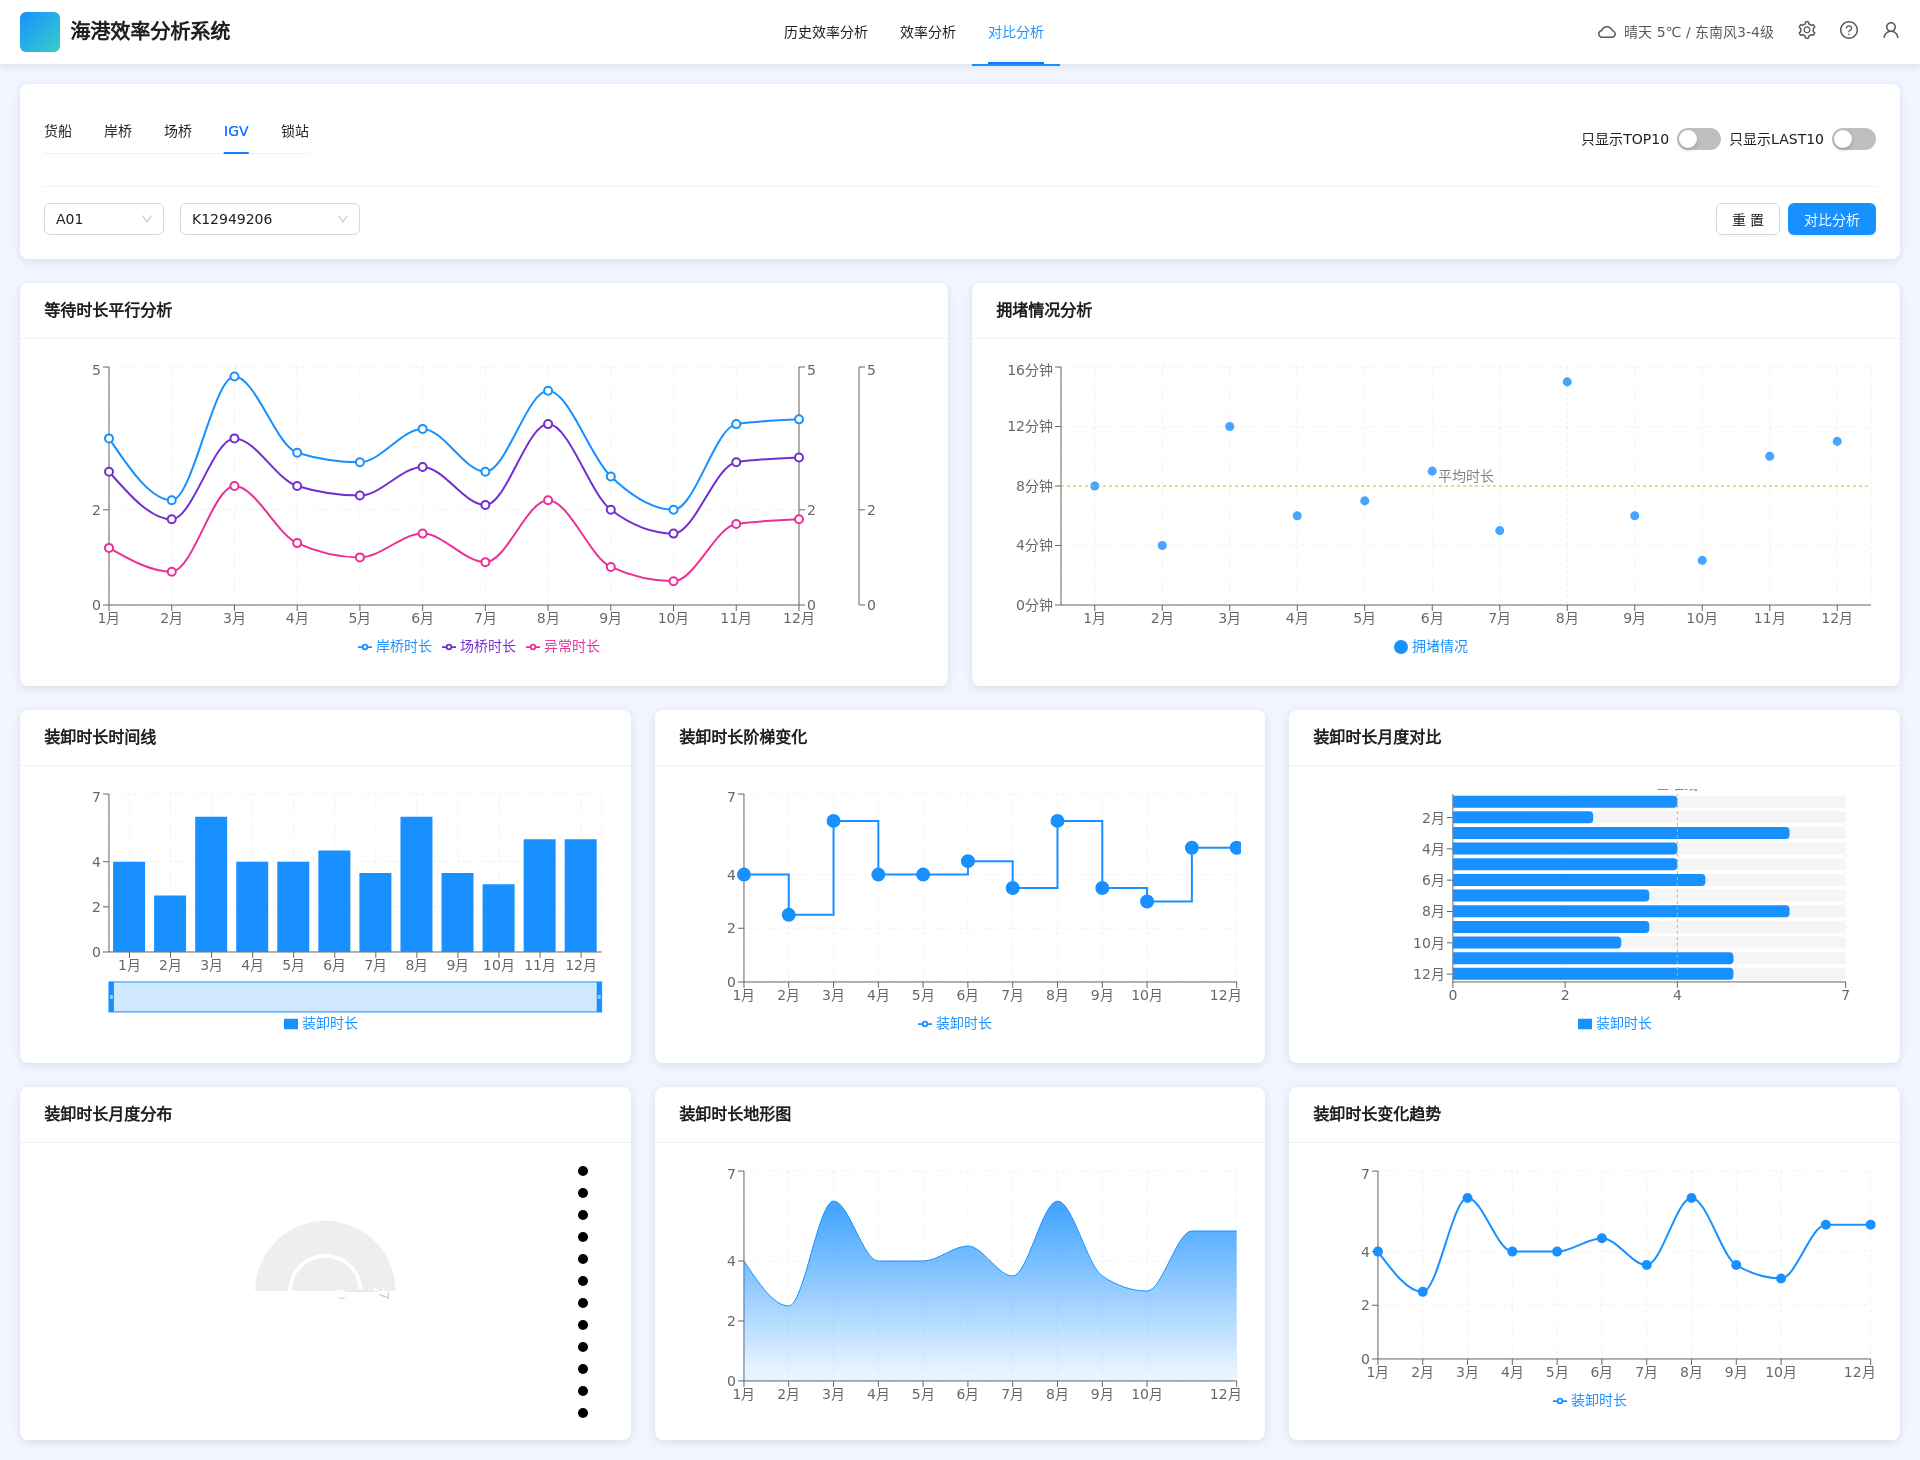 海港效率分析系统
历史效率分析 效率分析 对比分析
晴天 5℃ / 东南风3-4级
货船 岸桥 场桥 IGV 锁站
只显示TOP10 只显示LAST10
A01 K12949206
重 置 对比分析
等待时长平行分析
5 5 5
2 2 2
0 0 0
1月 2月 3月 4月 5月 6月 7月 8月 9月 10月 11月 12月
岸桥时长 场桥时长 异常时长
拥堵情况分析
16分钟
12分钟
平均时长
8分钟
4分钟
0分钟
1月 2月 3月 4月 5月 6月 7月 8月 9月 10月 11月 12月
拥堵情况
装卸时长时间线
7
4
2
0
1月 2月 3月 4月 5月 6月 7月 8月 9月 10月 11月 12月
装卸时长
装卸时长阶梯变化
7
4
2
0
1月 2月 3月 4月 5月 6月 7月 8月 9月 10月 12月
装卸时长
装卸时长月度对比
2月
4月
6月
8月
10月
12月
0 2 4 7
装卸时长
装卸时长月度分布
装卸时长地形图
7
4
2
0
1月 2月 3月 4月 5月 6月 7月 8月 9月 10月 12月
装卸时长变化趋势
7
4
2
0
1月 2月 3月 4月 5月 6月 7月 8月 9月 10月 12月
装卸时长